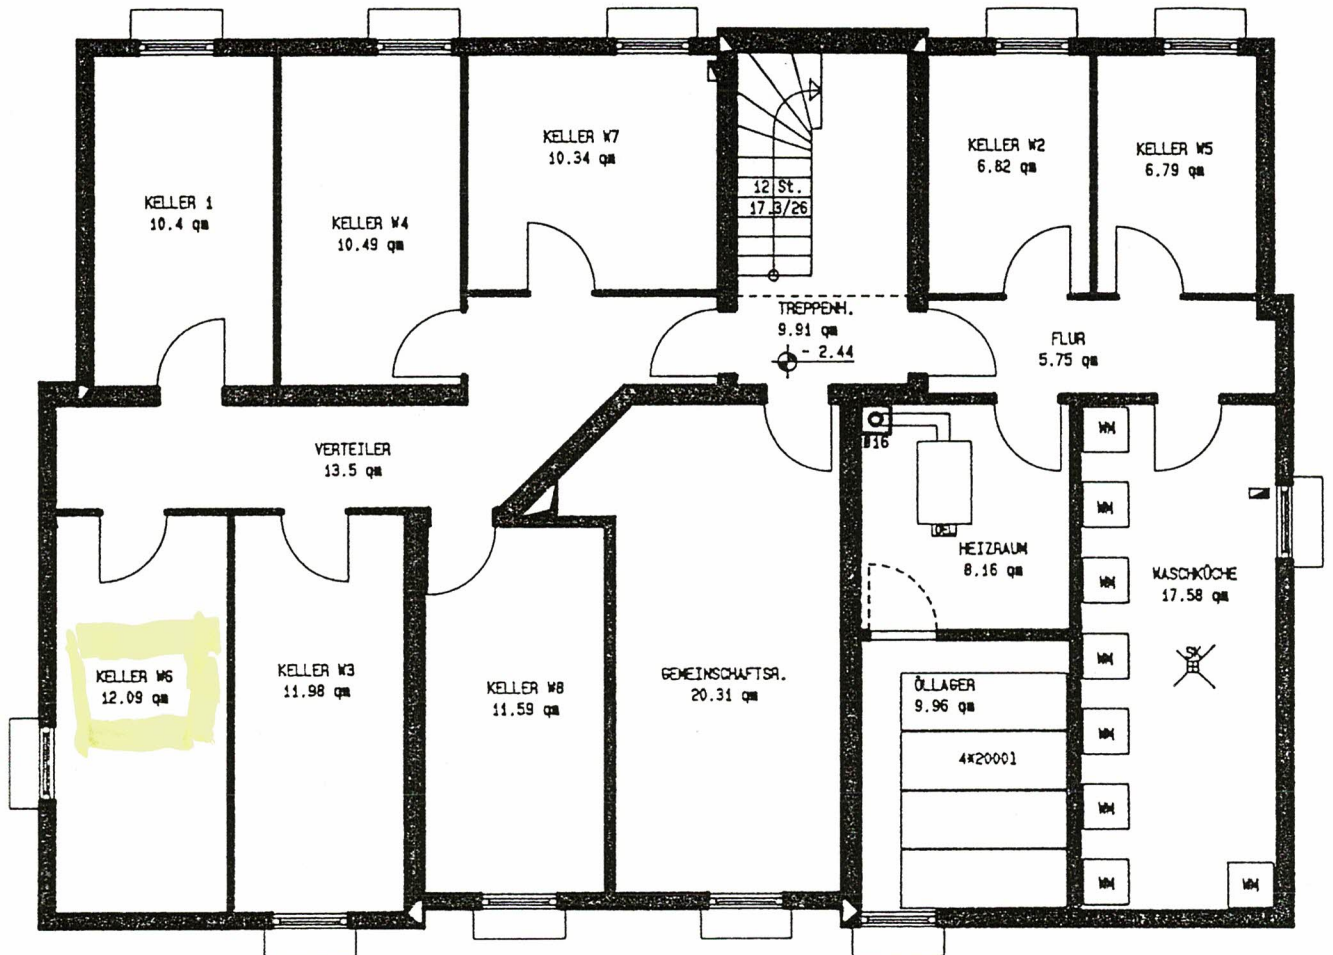 KELLER 1
10.4 qm
KELLER W4
10.49 qm
KELLER W7
10.34 qm
12 St.
17.3/26
TREPPENH.
9.91 qm
- 2.44
KELLER W2
6.82 qm
KELLER W5
6.79 qm
FLUR
5.75 qm
VERTEILER
13.5 qm
KELLER W6
12.09 qm
KELLER W3
11.98 qm
KELLER W8
11.59 qm
GEMEINSCHAFTSR.
20.31 qm
16
OEL
HEIZRAUM
8.16 qm
ÖLLAGER
9.96 qm
4*2000l
WASCHKÜCHE
17.58 qm
SK
WM
WM
WM
WM
WM
WM
WM
WM